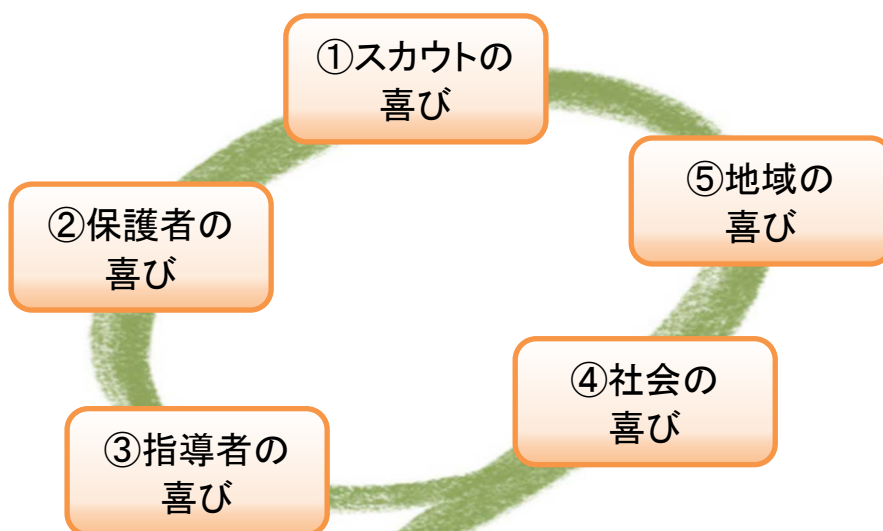 ①スカウトの
喜び
②保護者の
喜び
③指導者の
喜び
④社会の
喜び
⑤地域の
喜び